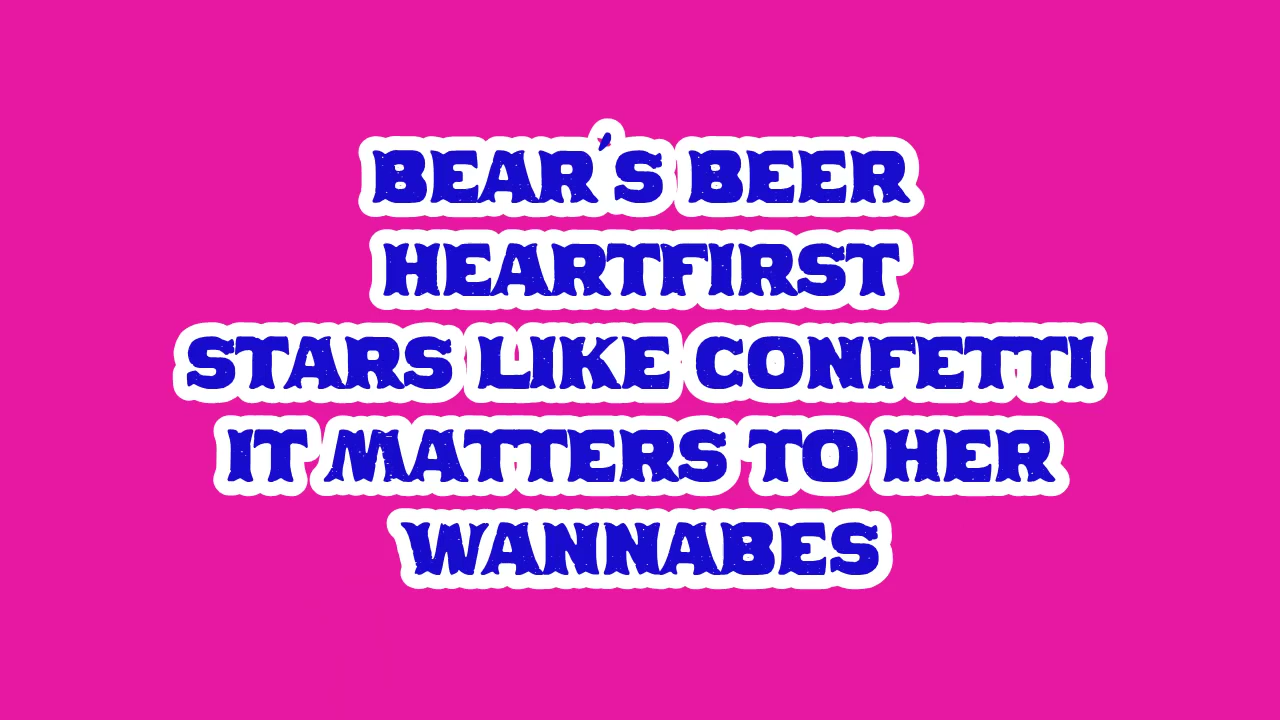 BEAR'S BEER
HEARTFIRST
STARS LIKE CONFETTI
IT MATTERS TO HER
WANNABES